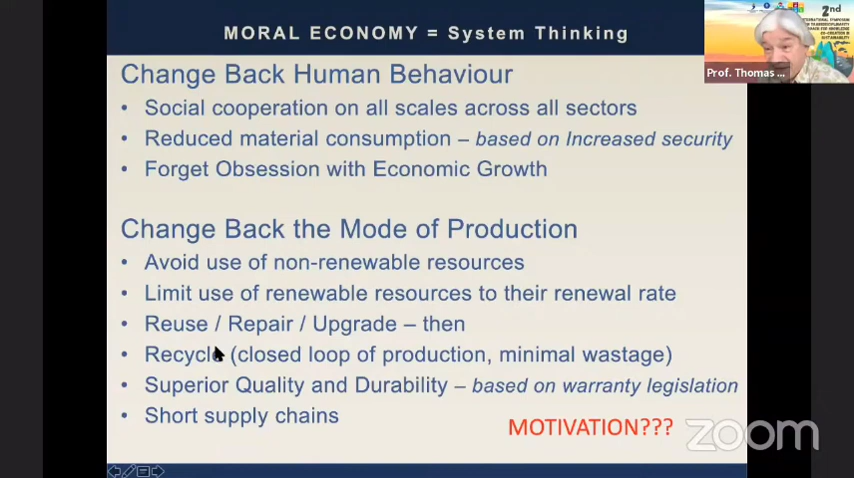 MORAL ECONOMY = System Thinking
2nd
INTERNATIONAL SYMPOSIUM
Prof. Thomas ...
Change Back Human Behaviour
• Social cooperation on all scales across all sectors
• Reduced material consumption – based on Increased security
• Forget Obsession with Economic Growth
Change Back the Mode of Production
• Avoid use of non-renewable resources
• Limit use of renewable resources to their renewal rate
• Reuse / Repair / Upgrade – then
• Recycle (closed loop of production, minimal wastage)
• Superior Quality and Durability – based on warranty legislation
• Short supply chains
MOTIVATION???
zoom